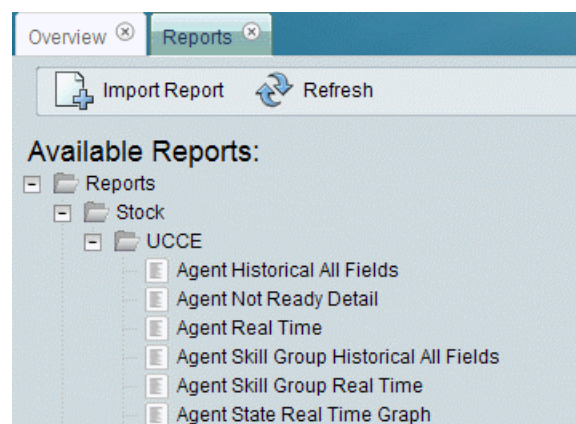 Overview Reports
Import Report Refresh
Available Reports:
Reports
Stock
UCCE
Agent Historical All Fields
Agent Not Ready Detail
Agent Real Time
Agent Skill Group Historical All Fields
Agent Skill Group Real Time
Agent State Real Time Graph